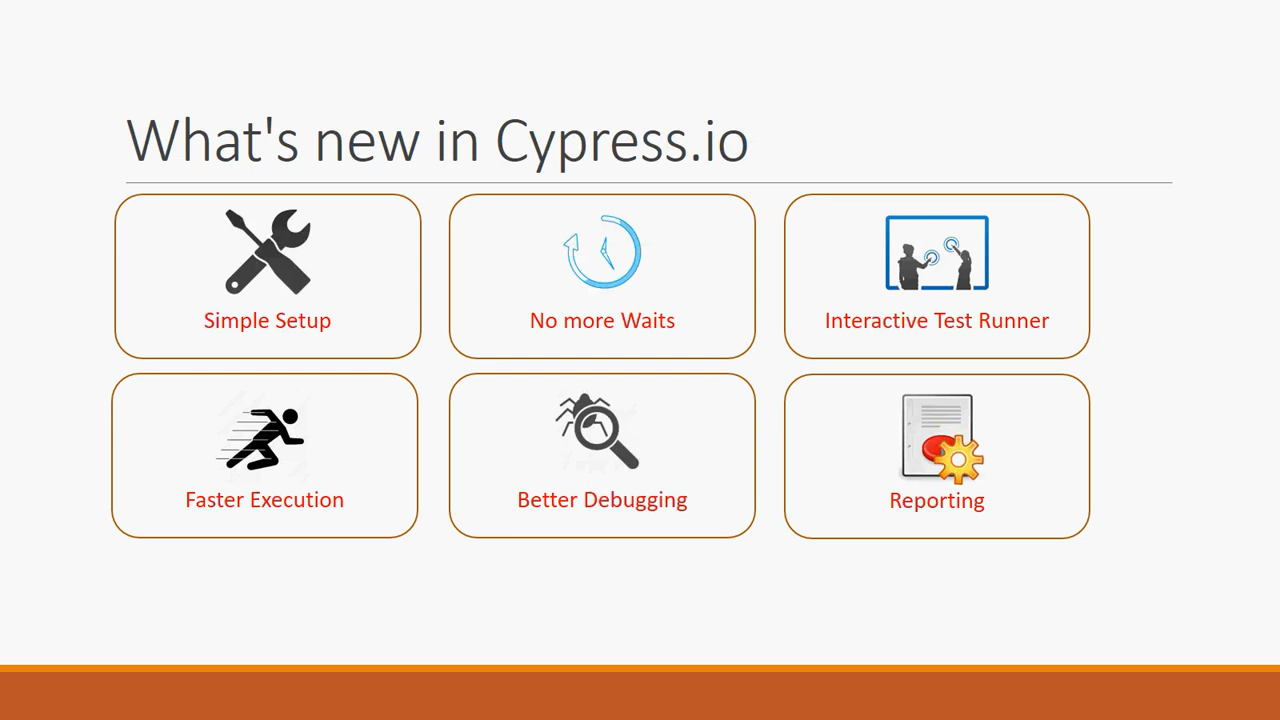 What's new in Cypress.io
Simple Setup
No more Waits
Interactive Test Runner
Faster Execution
Better Debugging
Reporting